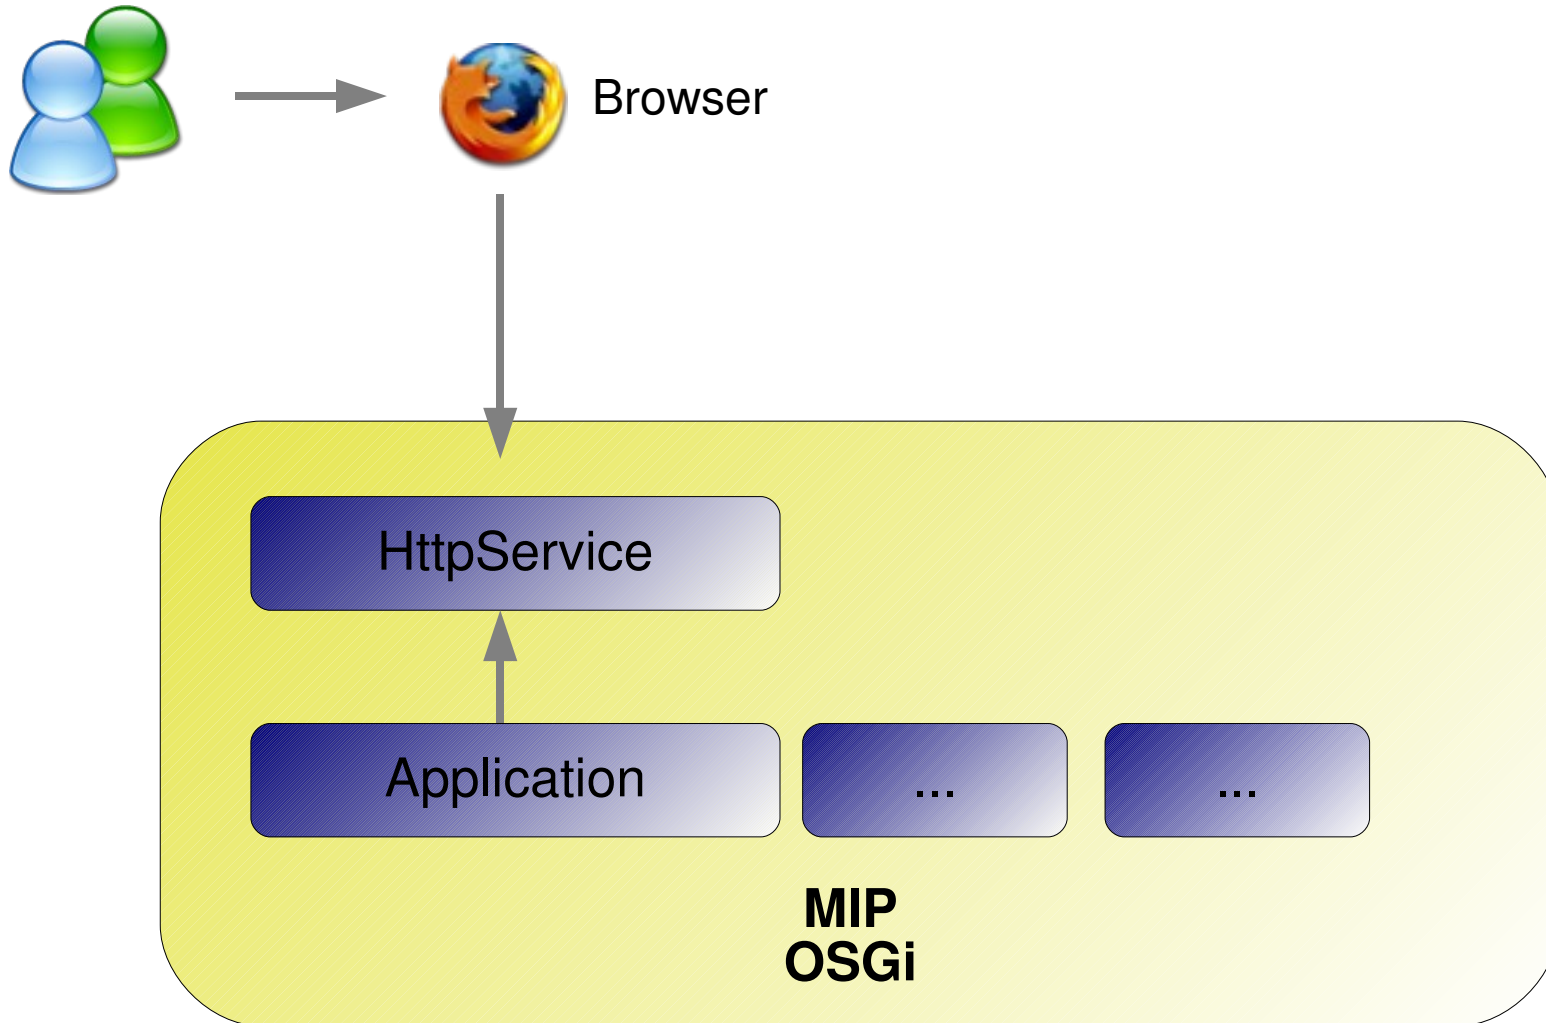 Browser
HttpService
Application
...
...
MIP
OSGi